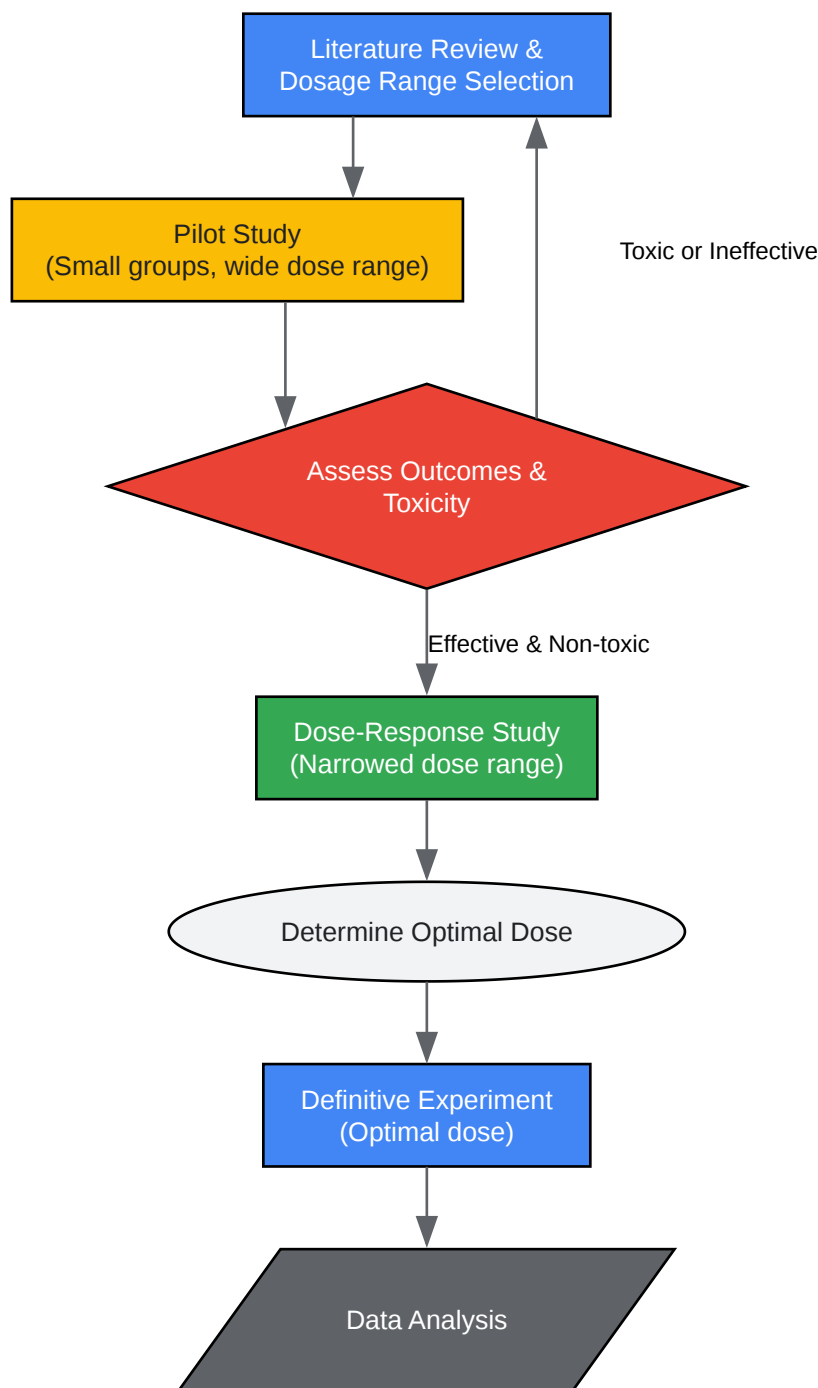 Literature Review &
Dosage Range Selection
Pilot Study
(Small groups, wide dose range)
Toxic or Ineffective
Assess Outcomes &
Toxicity
Effective & Non-toxic
Dose-Response Study
(Narrowed dose range)
Determine Optimal Dose
Definitive Experiment
(Optimal dose)
Data Analysis